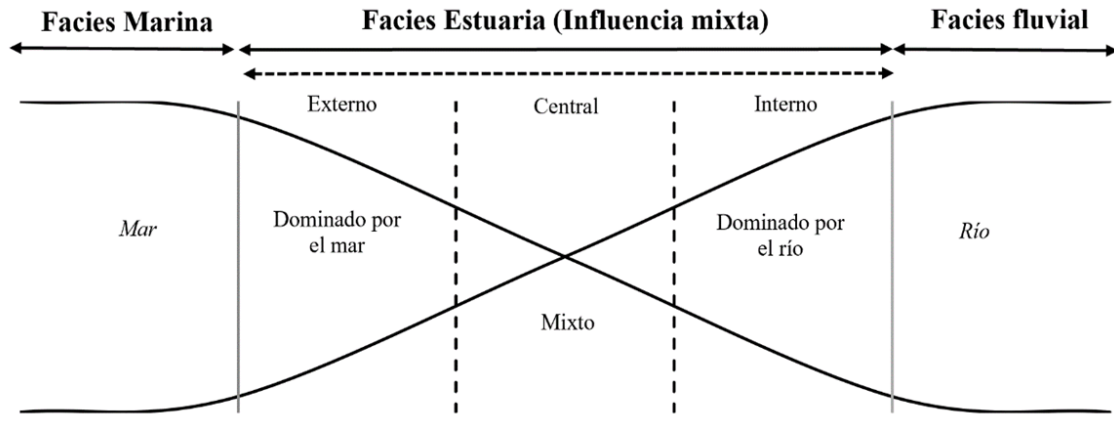 Facies Marina
Facies Estuaria (Influencia mixta)
Facies fluvial
Externo
Central
Interno
Mar
Dominado por
el mar
Dominado por
el río
Río
Mixto